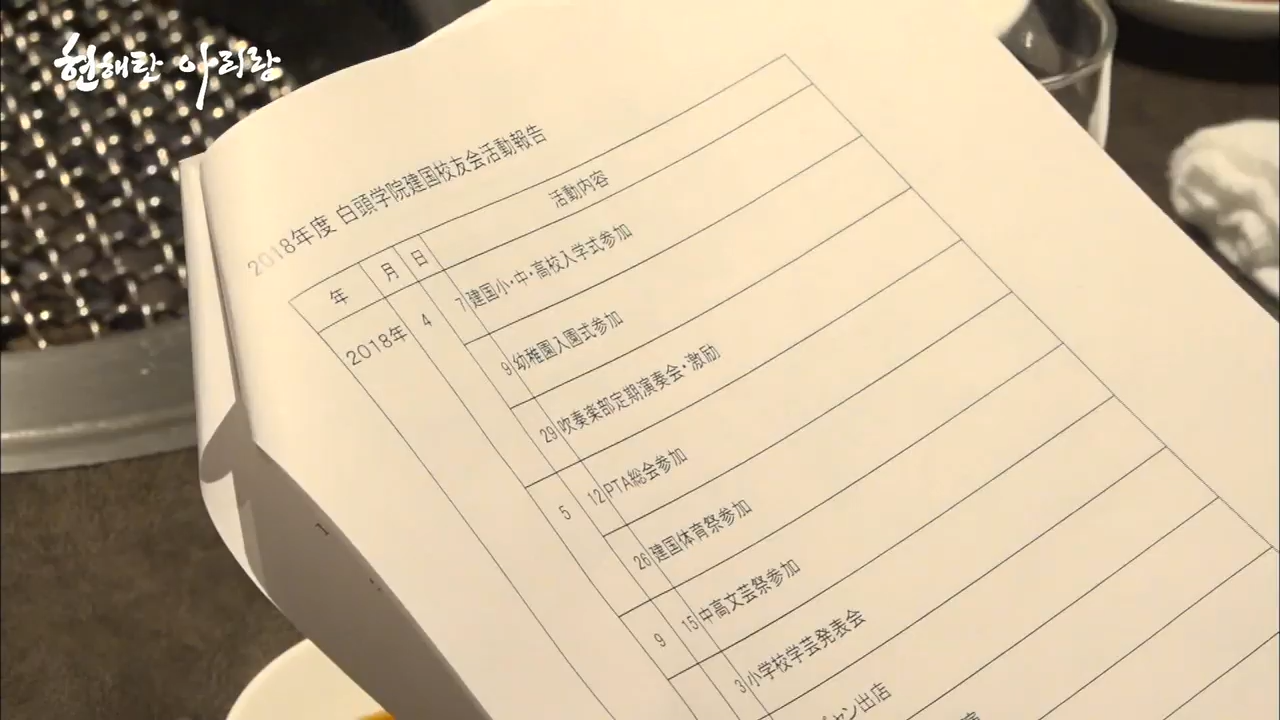 현해탄 아리랑
2018年度 白頭学院建国校友会活動報告
年 月 日 活動内容
2018年 4 7 建国小・中・高校入学式参加
9 幼稚園入園式参加
29 吹奏楽部定期演奏会・激励
5 12 PTA総会参加
26 建国体育祭参加
9 15 中高文芸祭参加
3 小学校学芸発表会
ャン出店